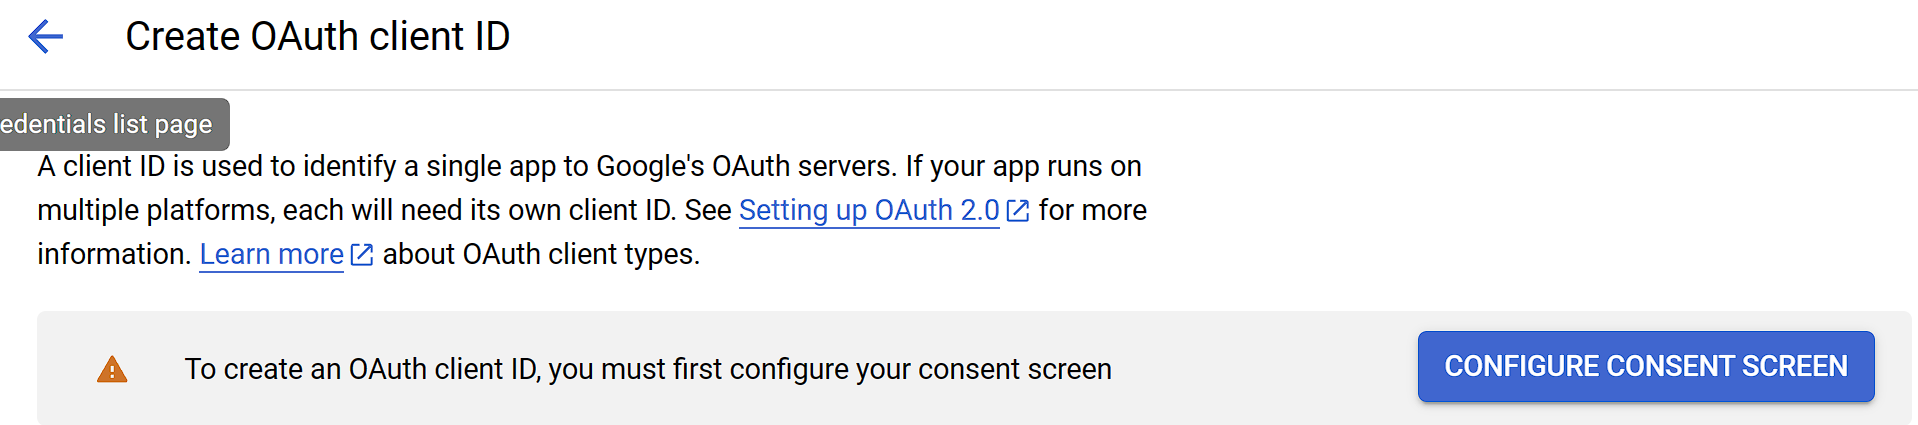 Create OAuth client ID
edentials list page
A client ID is used to identify a single app to Google's OAuth servers. If your app runs on
multiple platforms, each will need its own client ID. See Setting up OAuth 2.0 for more
information. Learn more about OAuth client types.
To create an OAuth client ID, you must first configure your consent screen
CONFIGURE CONSENT SCREEN